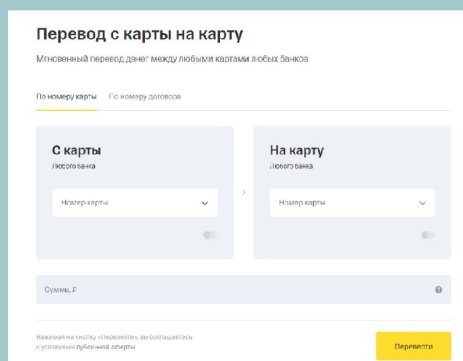 Перевод с карты на карту
Мгновенный перевод денег между любыми картами любых банков
По номеру карты По номеру договора
С карты
Любого банка
Номер карты
На карту
Любого банка
Номер карты
Сумма, ₽
Нажимая на кнопку «Перевести», вы соглашаетесь
с условиями публичной оферты
Перевести